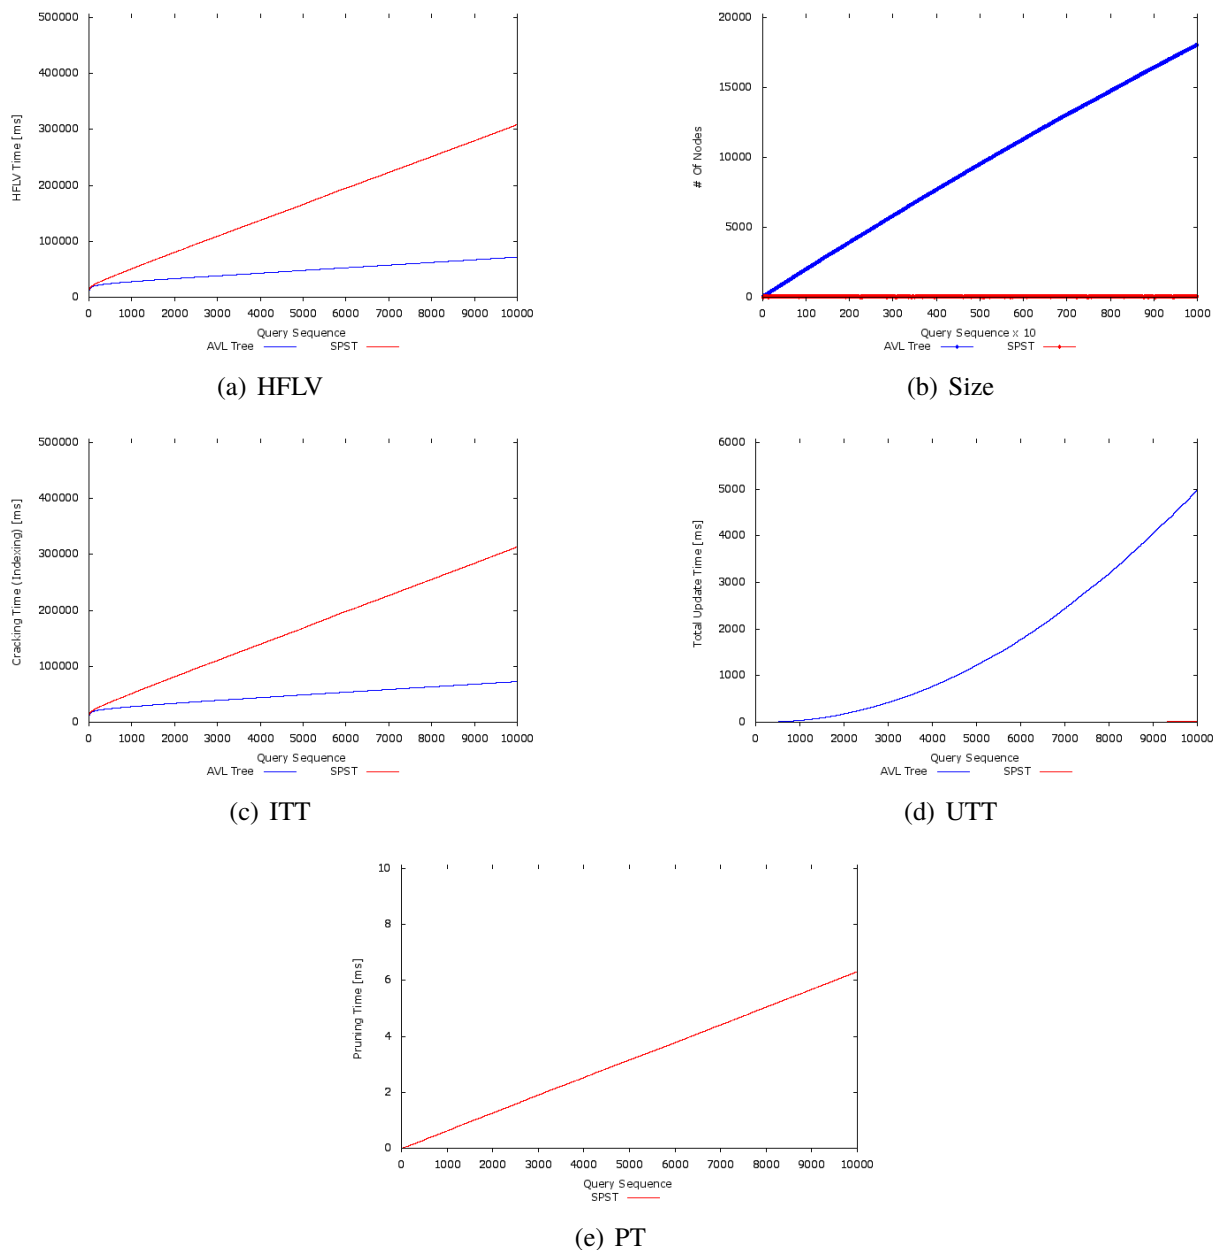 500000
400000
300000
200000
100000
0
HFLV Time [ms]
0 1000 2000 3000 4000 5000 6000 7000 8000 9000 10000
Query Sequence
AVL Tree SPST
(a) HFLV
20000
15000
10000
5000
0
# Of Nodes
0 100 200 300 400 500 600 700 800 900 1000
Query Sequence x 10
AVL Tree SPST
(b) Size
500000
400000
300000
200000
100000
0
Cracking Time (Indexing) [ms]
0 1000 2000 3000 4000 5000 6000 7000 8000 9000 10000
Query Sequence
AVL Tree SPST
(c) ITT
6000
5000
4000
3000
2000
1000
0
Total Update Time [ms]
0 1000 2000 3000 4000 5000 6000 7000 8000 9000 10000
Query Sequence
AVL Tree SPST
(d) UTT
10
8
6
4
2
0
Pruning Time [ms]
0 1000 2000 3000 4000 5000 6000 7000 8000 9000 10000
Query Sequence
SPST
(e) PT